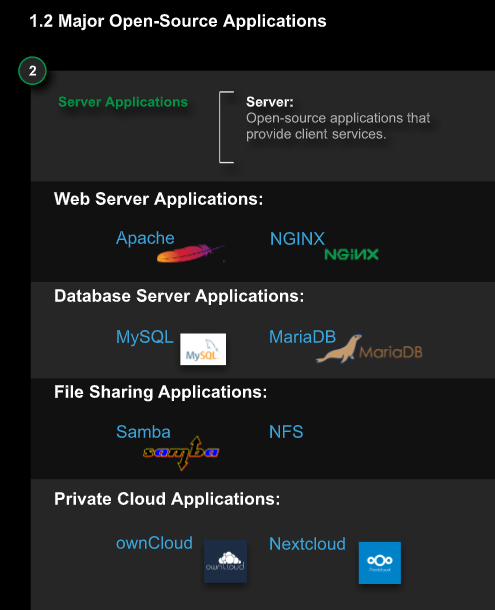 1.2 Major Open-Source Applications
2
Server Applications
Server:
Open-source applications that
provide client services.
Web Server Applications:
Apache
NGINX
NGiNX
Database Server Applications:
MySQL
MySQL
MariaDB
MariaDB
File Sharing Applications:
Samba
samba
NFS
Private Cloud Applications:
ownCloud
ownCloud
Nextcloud
Nextcloud